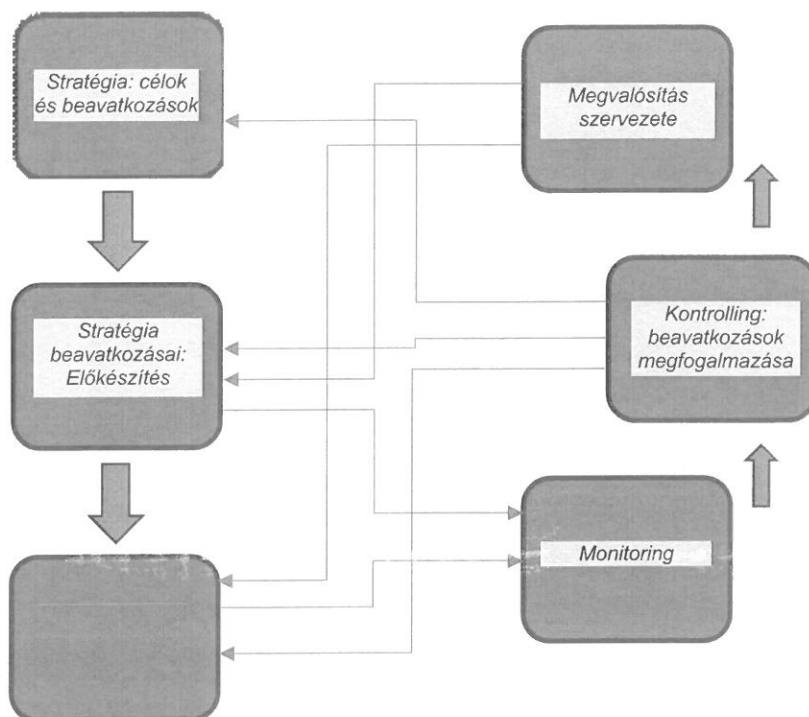 Stratégia: célok
és beavatkozások
Megvalósítás
szervezete
Stratégia
beavatkozásai:
Előkészítés
Kontrolling:
beavatkozások
megfogalmazása
Monitoring